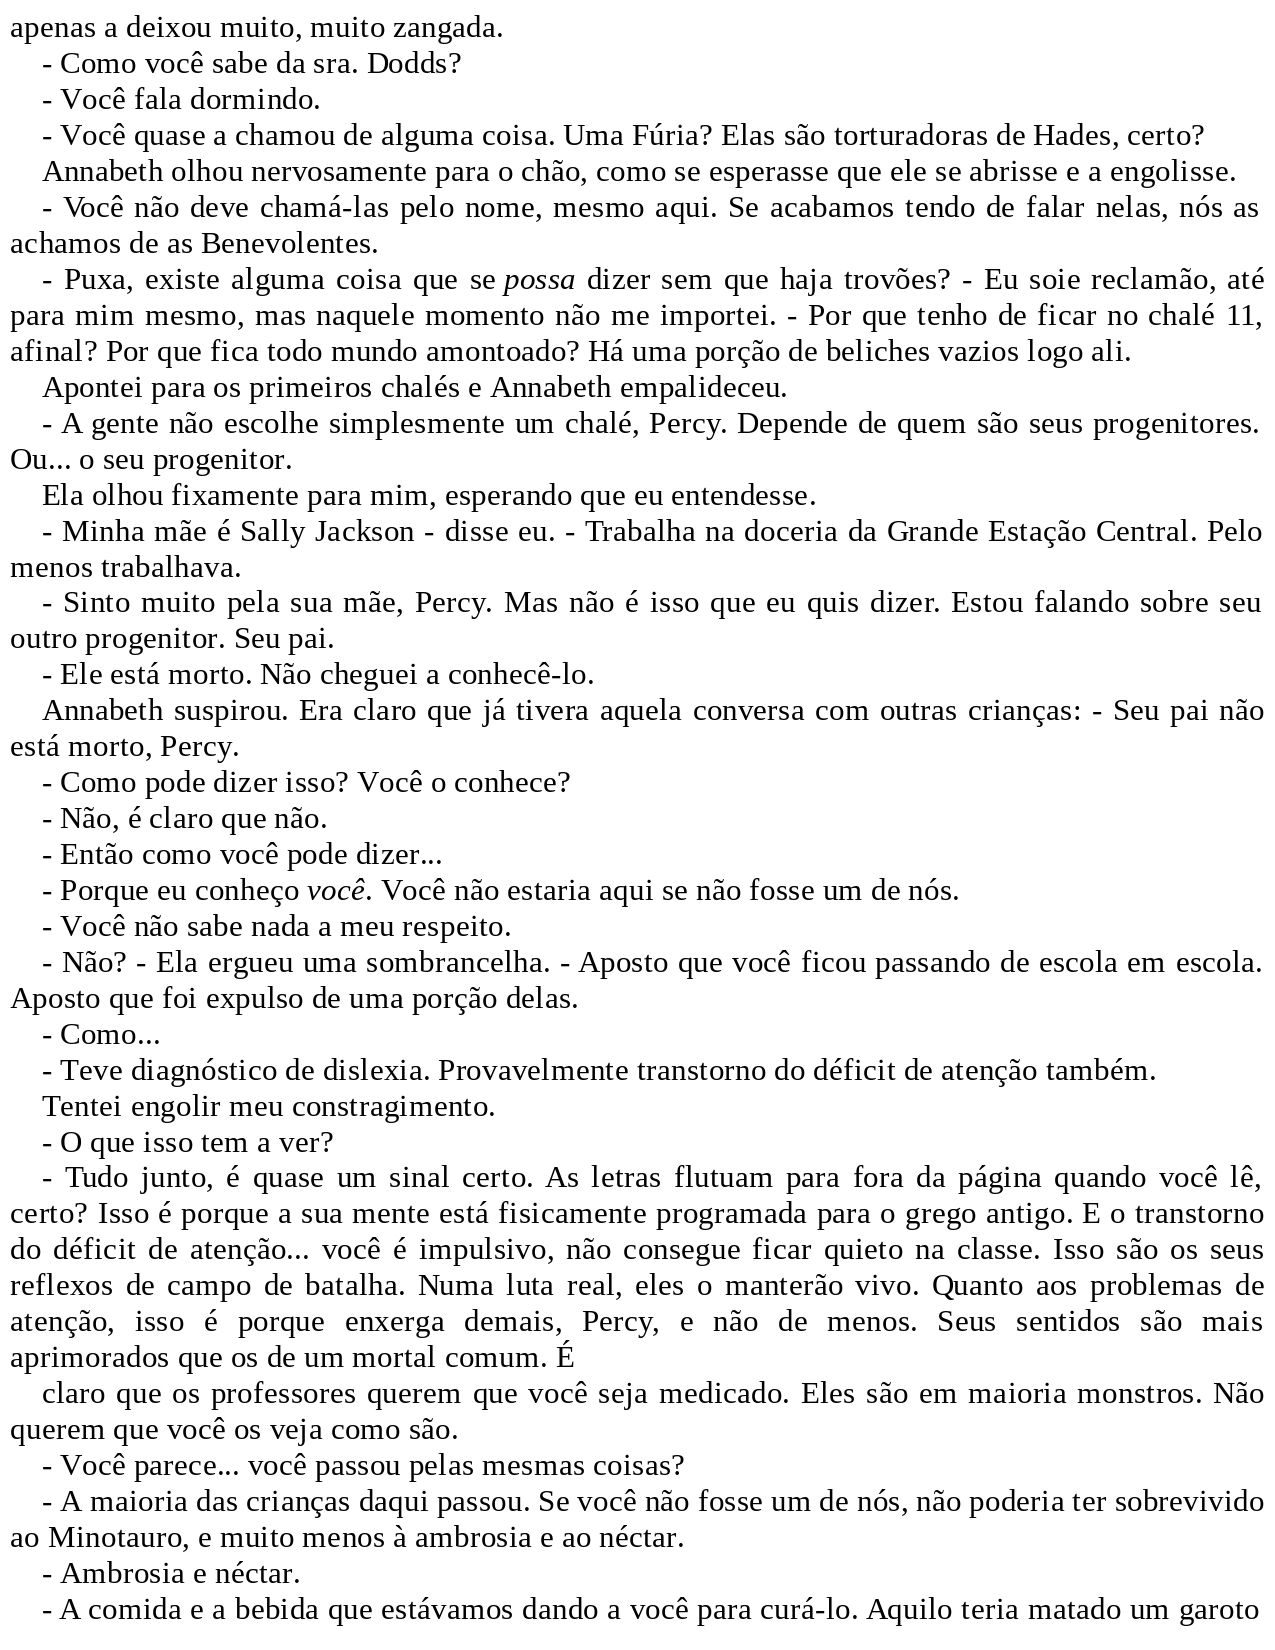 apenas a deixou muito, muito zangada.
- Como você sabe da sra. Dodds?
- Você fala dormindo.
- Você quase a chamou de alguma coisa. Uma Fúria? Elas são torturadoras de Hades, certo?
Annabeth olhou nervosamente para o chão, como se esperasse que ele se abrisse e a engolisse.
- Você não deve chamá-las pelo nome, mesmo aqui. Se acabamos tendo de falar nelas, nós as
achamos de as Benevolentes.
- Puxa, existe alguma coisa que se possa dizer sem que haja trovões? - Eu soie reclamão, até
para mim mesmo, mas naquele momento não me importei. - Por que tenho de ficar no chalé 11,
afinal? Por que fica todo mundo amontoado? Há uma porção de beliches vazios logo ali.
Apontei para os primeiros chalés e Annabeth empalideceu.
- A gente não escolhe simplesmente um chalé, Percy. Depende de quem são seus progenitores.
Ou... o seu progenitor.
Ela olhou fixamente para mim, esperando que eu entendesse.
- Minha mãe é Sally Jackson - disse eu. - Trabalha na doceria da Grande Estação Central. Pelo
menos trabalhava.
- Sinto muito pela sua mãe, Percy. Mas não é isso que eu quis dizer. Estou falando sobre seu
outro progenitor. Seu pai.
- Ele está morto. Não cheguei a conhecê-lo.
Annabeth suspirou. Era claro que já tivera aquela conversa com outras crianças: - Seu pai não
está morto, Percy.
- Como pode dizer isso? Você o conhece?
- Não, é claro que não.
- Então como você pode dizer...
- Porque eu conheço você. Você não estaria aqui se não fosse um de nós.
- Você não sabe nada a meu respeito.
- Não? - Ela ergueu uma sombrancelha. - Aposto que você ficou passando de escola em escola.
Aposto que foi expulso de uma porção delas.
- Como...
- Teve diagnóstico de dislexia. Provavelmente transtorno do déficit de atenção também.
Tentei engolir meu constragimento.
- O que isso tem a ver?
- Tudo junto, é quase um sinal certo. As letras flutuam para fora da página quando você lê,
certo? Isso é porque a sua mente está fisicamente programada para o grego antigo. E o transtorno
do déficit de atenção... você é impulsivo, não consegue ficar quieto na classe. Isso são os seus
reflexos de campo de batalha. Numa luta real, eles o manterão vivo. Quanto aos problemas de
atenção, isso é porque enxerga demais, Percy, e não de menos. Seus sentidos são mais
aprimorados que os de um mortal comum. É
claro que os professores querem que você seja medicado. Eles são em maioria monstros. Não
querem que você os veja como são.
- Você parece... você passou pelas mesmas coisas?
- A maioria das crianças daqui passou. Se você não fosse um de nós, não poderia ter sobrevivido
ao Minotauro, e muito menos à ambrosia e ao néctar.
- Ambrosia e néctar.
- A comida e a bebida que estávamos dando a você para curá-lo. Aquilo teria matado um garoto